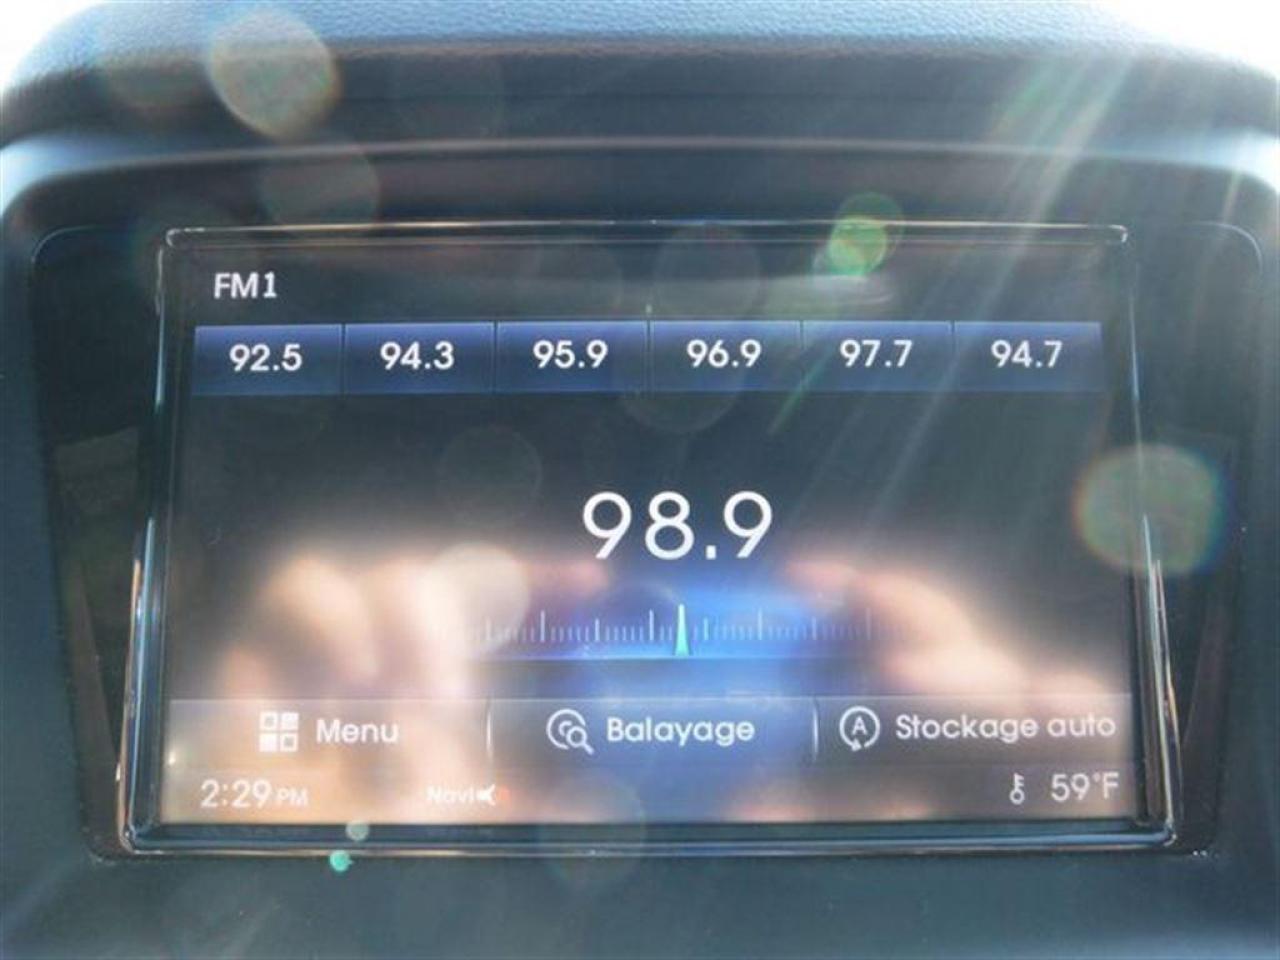 FM1
92.5 94.3 95.9 96.9 97.7 94.7
98.9
Menu Balayage A Stockage auto
2:29 PM Navi 59°F